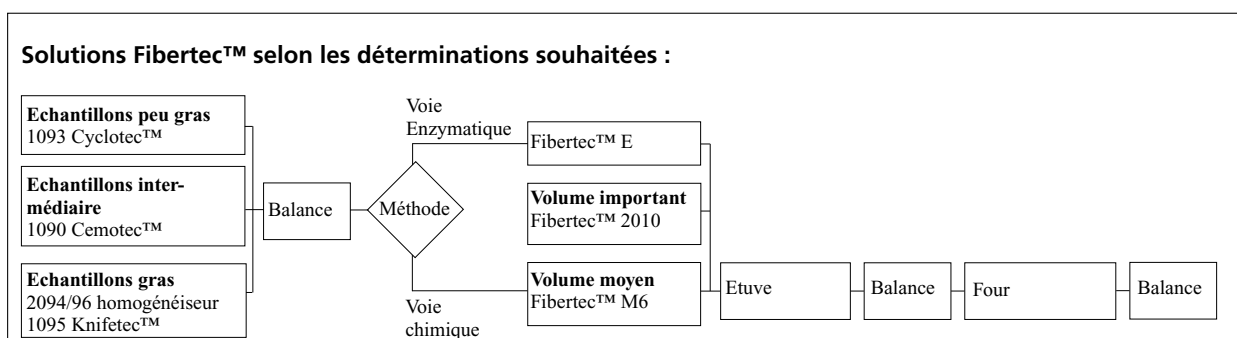 Solutions Fibertec™ selon les déterminations souhaitées :
Echantillons peu gras
1093 Cyclotec™
Echantillons inter-
médiaire
1090 Cemotec™
Echantillons gras
2094/96 homogénéiseur
1095 Knifetec™
Balance
Méthode
Voie
Enzymatique
Voie
chimique
Fibertec™ E
Volume important
Fibertec™ 2010
Volume moyen
Fibertec™ M6
Etuve
Balance
Four
Balance